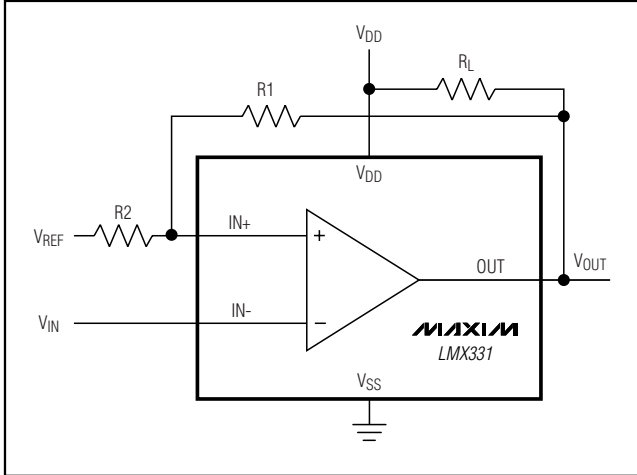 VDD
RL
R1
VDD
R2
VREF
IN+
+
OUT
VOUT
VIN
IN-
−
MAXIM
LMX331
VSS